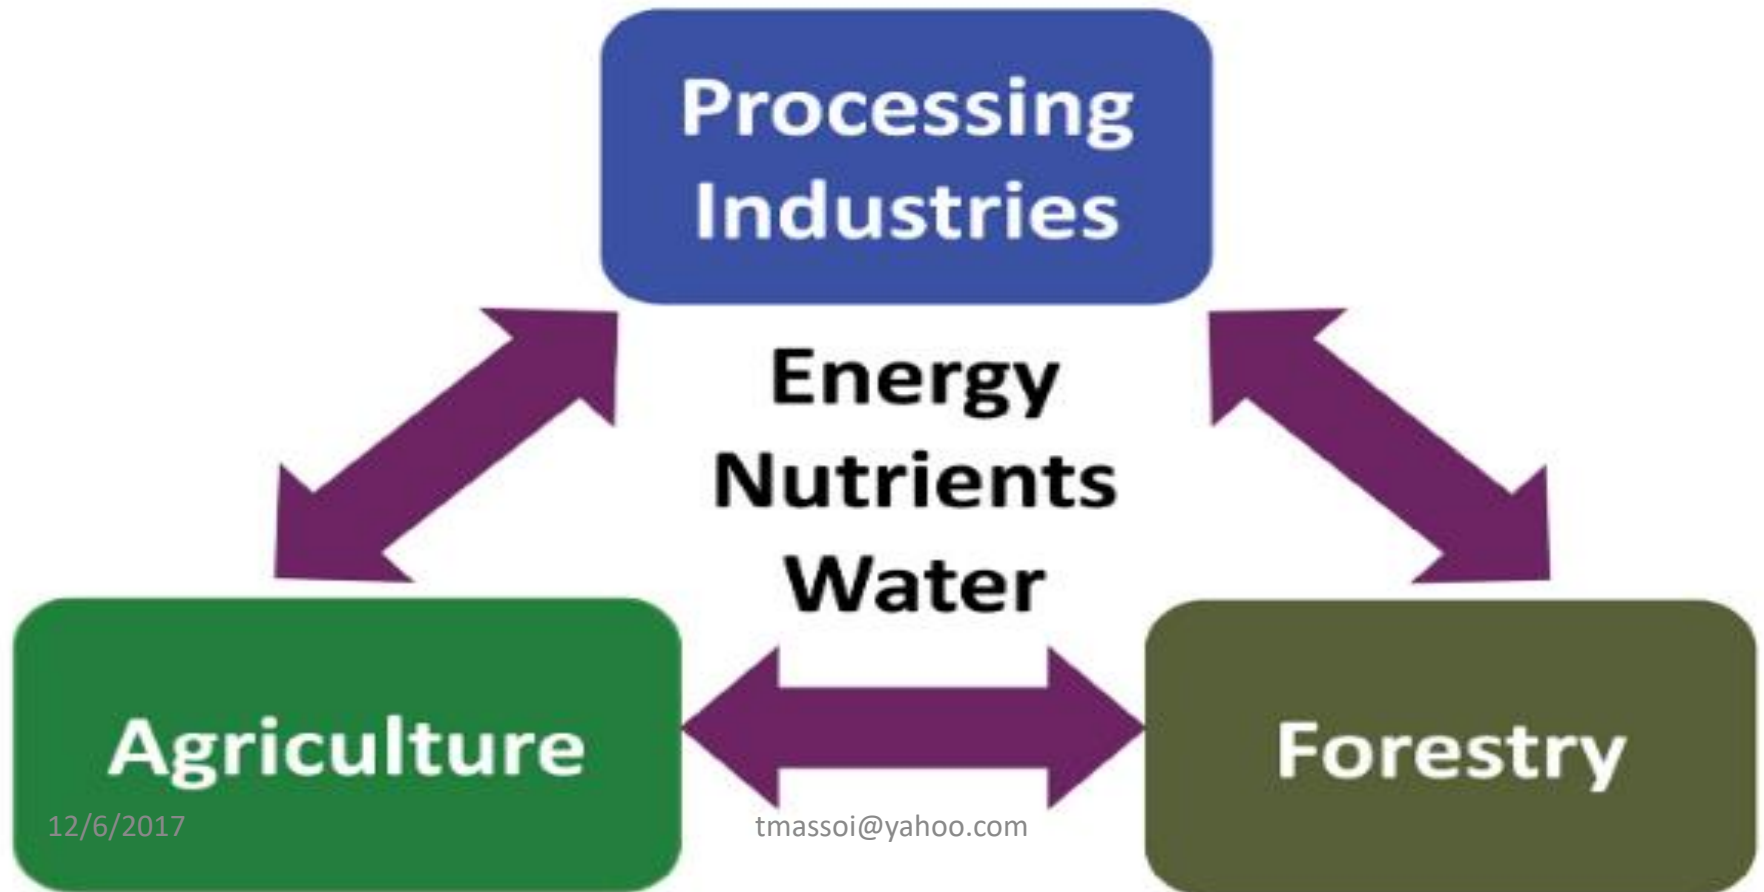 Processing
Industries
Energy
Nutrients
Water
Agriculture
Forestry
12/6/2017
tmassoi@yahoo.com